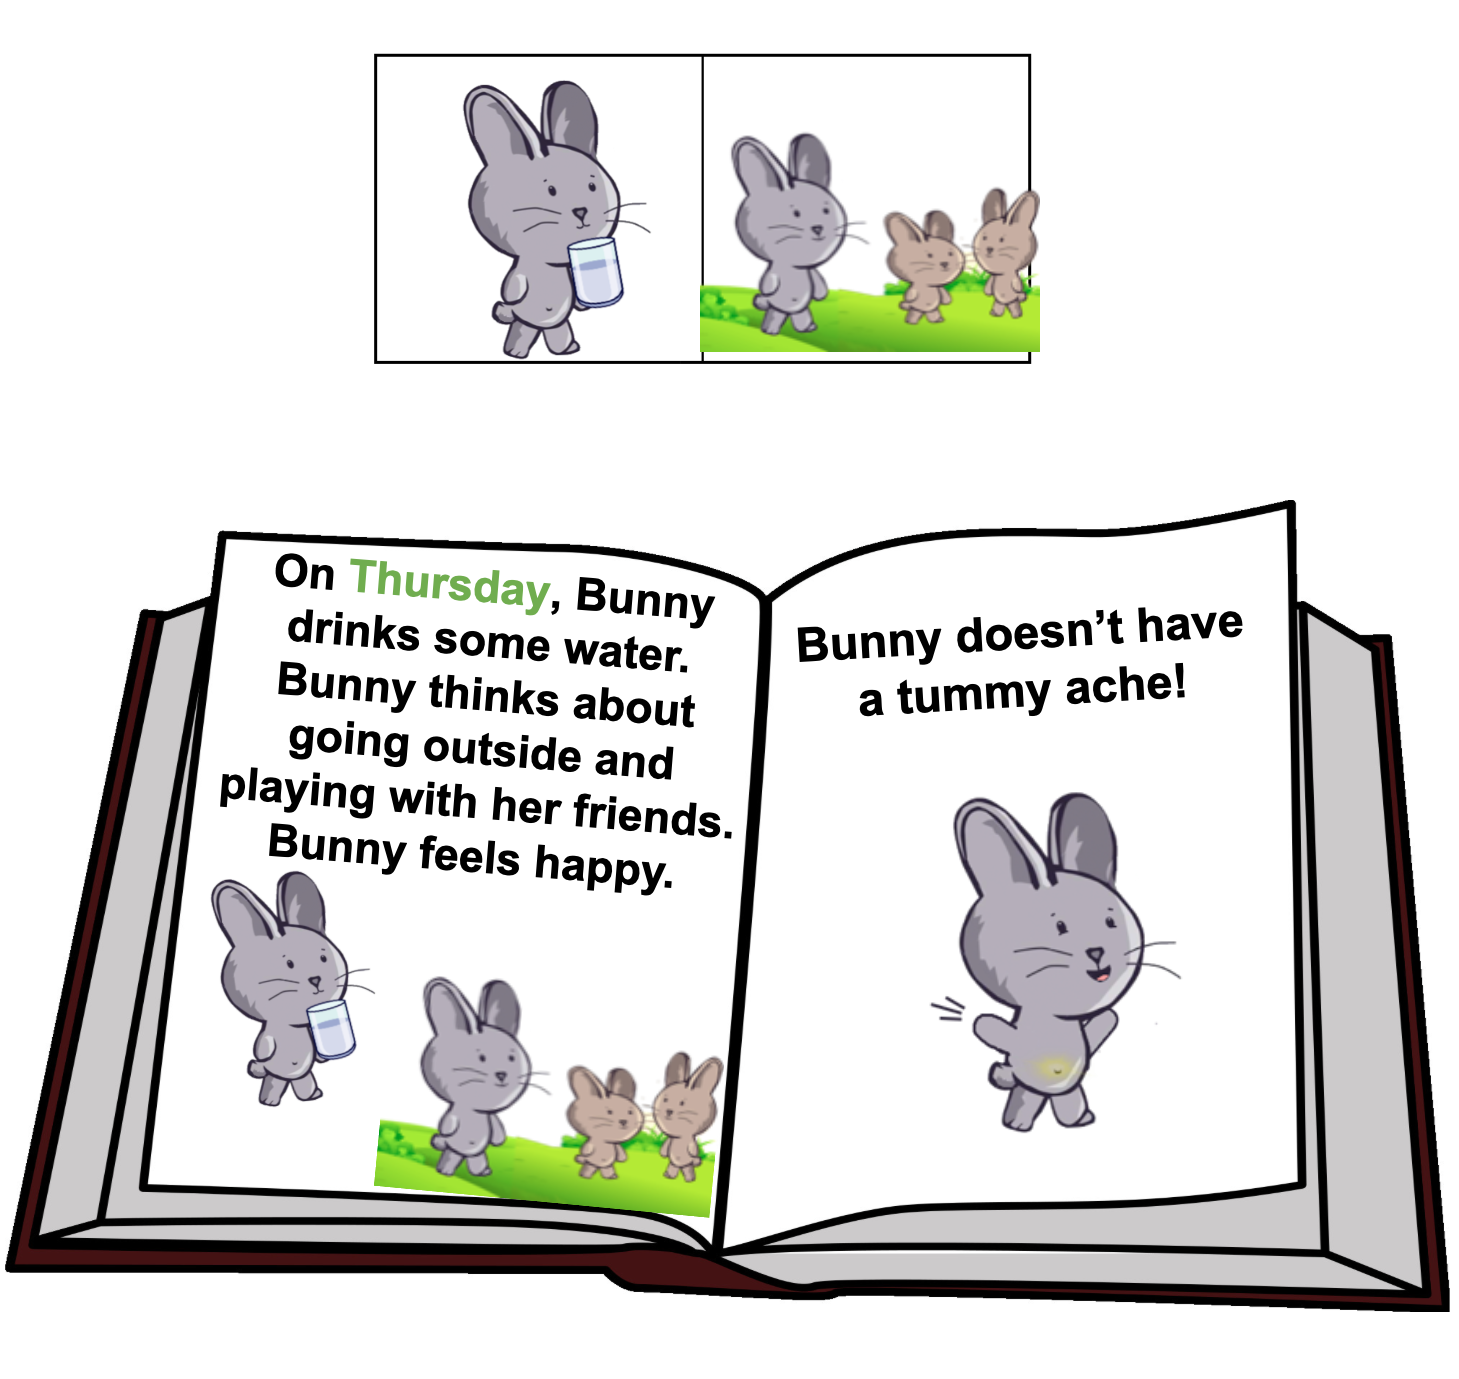 On Thursday, Bunny
drinks some water.
Bunny thinks about
going outside and
playing with her friends.
Bunny feels happy.
Bunny doesn’t have
a tummy ache!